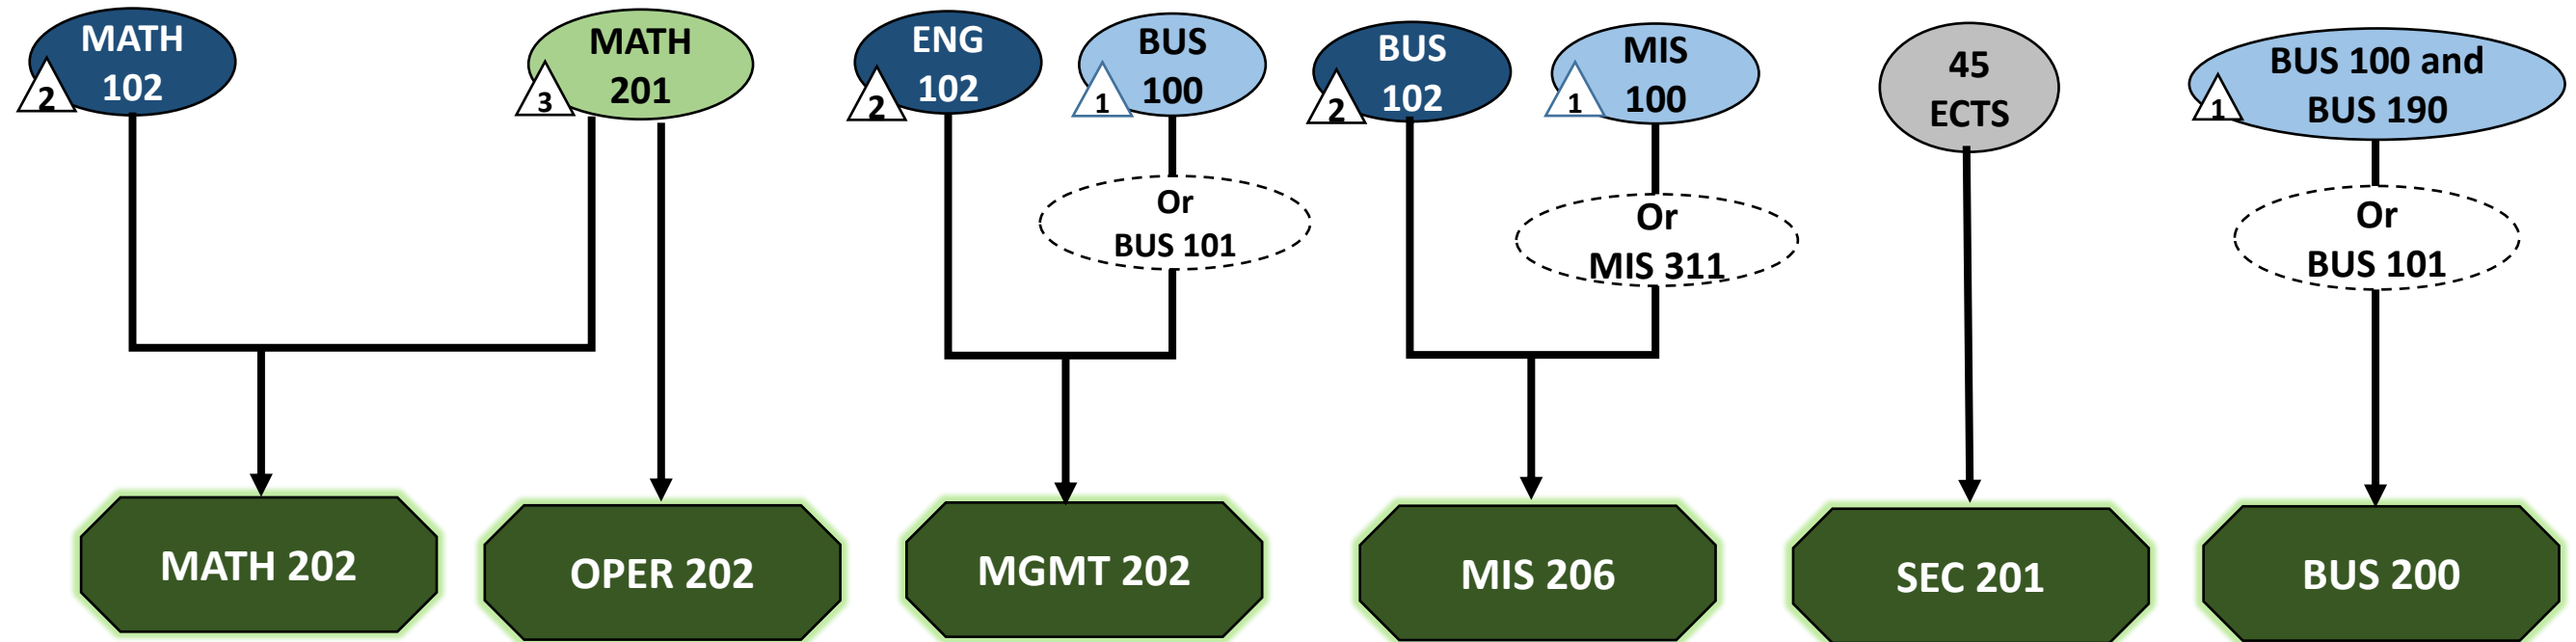 MATH
102
2
MATH
201
3
ENG
102
2
BUS
100
1
Or
BUS 101
BUS
102
2
MIS
100
1
Or
MIS 311
45
ECTS
BUS 100 and
BUS 190
1
Or
BUS 101
MATH 202
OPER 202
MGMT 202
MIS 206
SEC 201
BUS 200